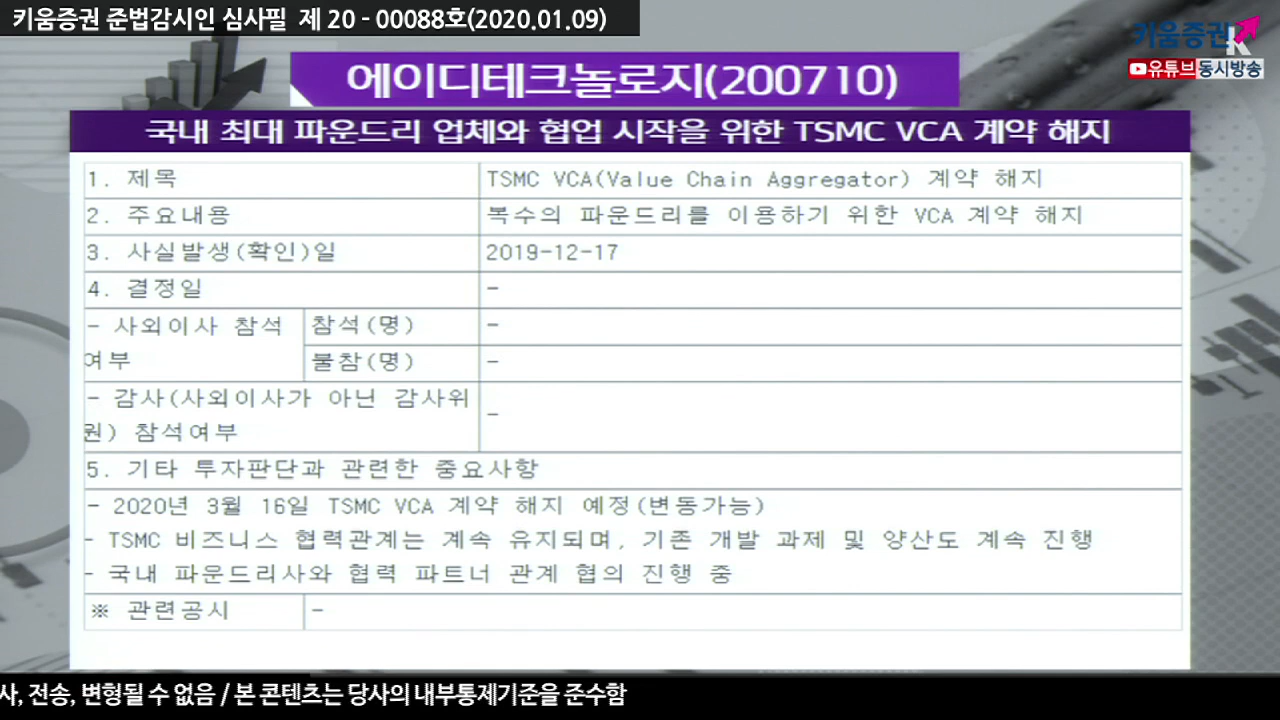 키움증권 준법감시인 심사필 제 20 - 00088호(2020.01.09)
키움증권
유튜브동시방송
에이디테크놀로지(200710)
국내 최대 파운드리 업체와 협업 시작을 위한 TSMC VCA 계약 해지
1. 제목 TSMC VCA(Value Chain Aggregator) 계약 해지
2. 주요내용 복수의 파운드리를 이용하기 위한 VCA 계약 해지
3. 사실발생(확인)일 2019-12-17
4. 결정일 -
- 사외이사 참석 참석(명) -
여부 불참(명) -
- 감사(사외이사가 아닌 감사위 -
원) 참석여부
5. 기타 투자판단과 관련한 중요사항
- 2020년 3월 16일 TSMC VCA 계약 해지 예정(변동가능)
- TSMC 비즈니스 협력관계는 계속 유지되며, 기존 개발 과제 및 양산도 계속 진행
- 국내 파운드리사와 협력 파트너 관계 협의 진행 중
※ 관련공시 -
사, 전송, 변형될 수 없음 / 본 콘텐츠는 당사의 내부통제기준을 준수함